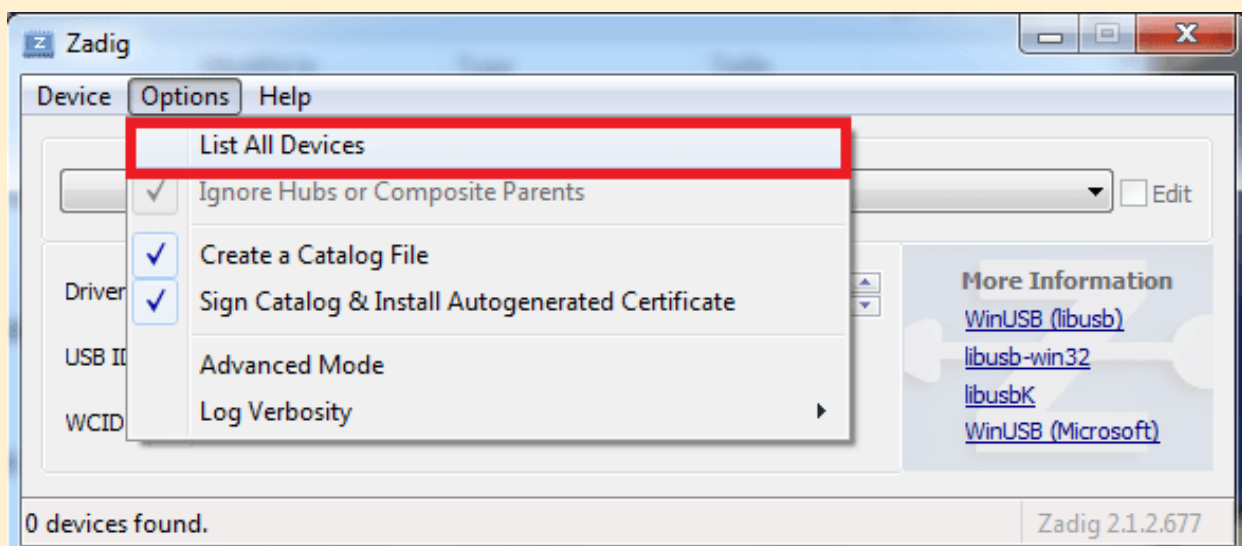 Zadig
Device Options Help
List All Devices
Ignore Hubs or Composite Parents
Edit
Create a Catalog File
Sign Catalog & Install Autogenerated Certificate
Advanced Mode
Log Verbosity
Driver
USB ID
WCID
More Information
WinUSB (libusb)
libusb-win32
libusbK
WinUSB (Microsoft)
0 devices found.
Zadig 2.1.2.677